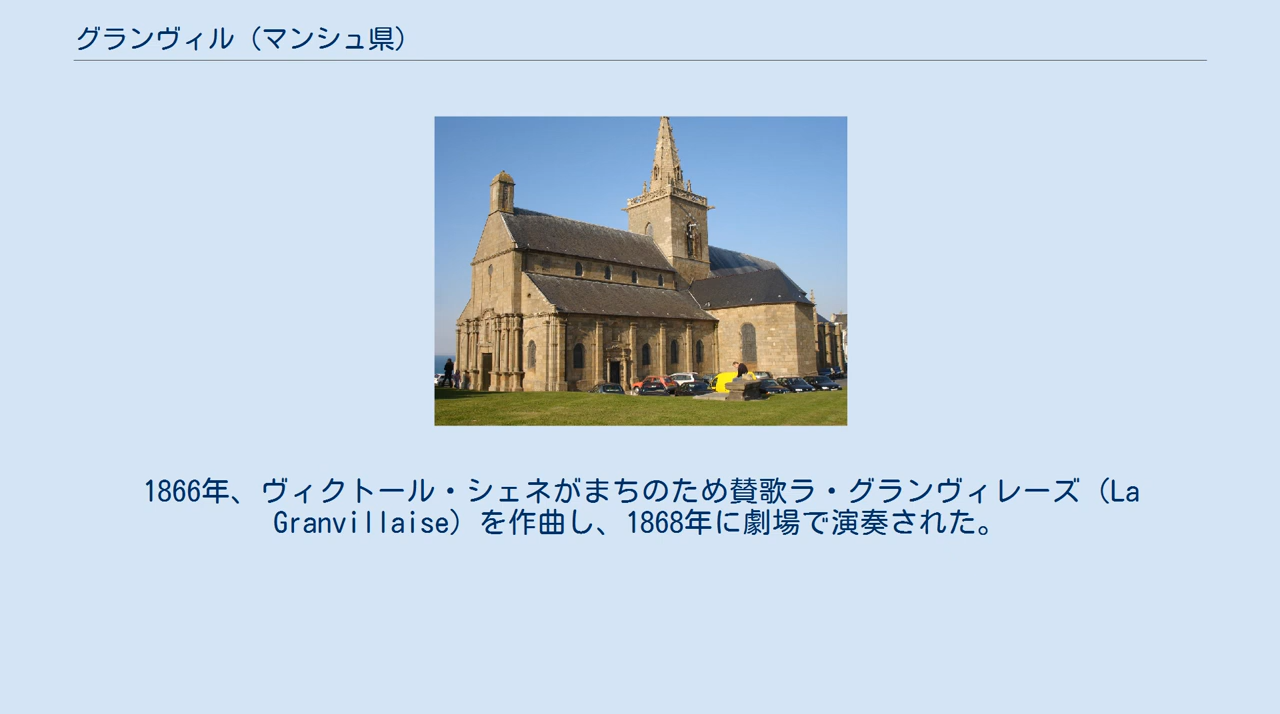 グランヴィル（マンシュ県）
1866年、ヴィクトール・シェネがまちのため賛歌ラ・グランヴィレーズ（La
Granvillaise）を作曲し、1868年に劇場で演奏された。